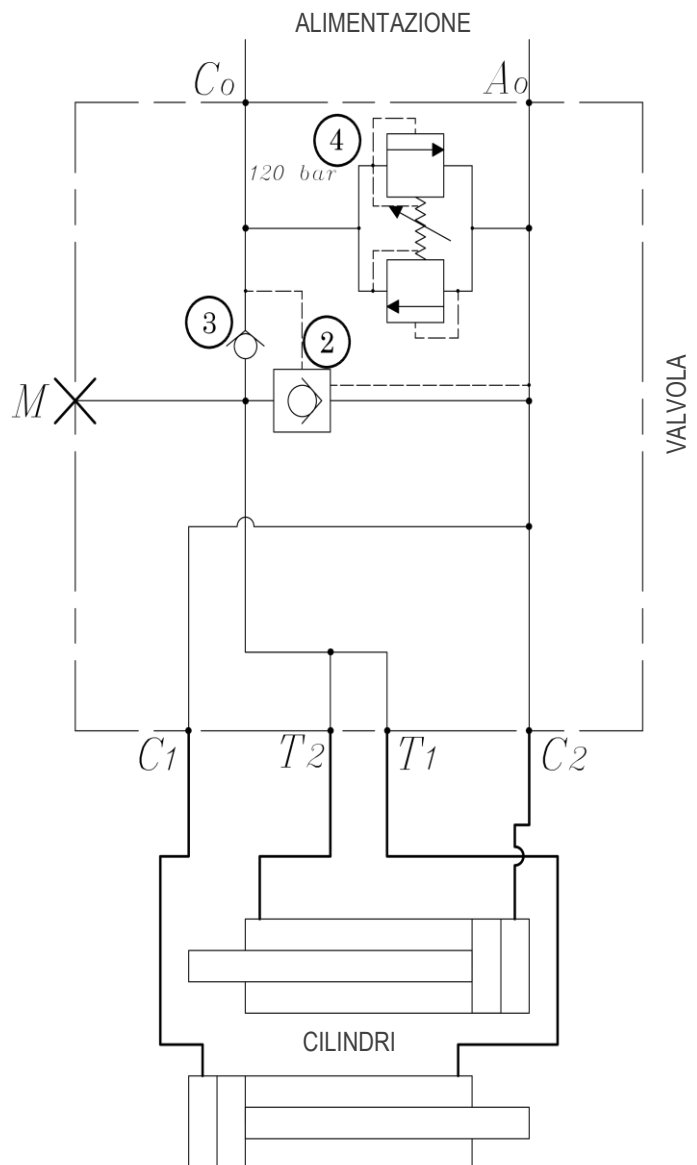 ALIMENTAZIONE
Co
Ao
4
120 bar
3
2
M
VALVOLA
C1
T2
T1
C2
CILINDRI